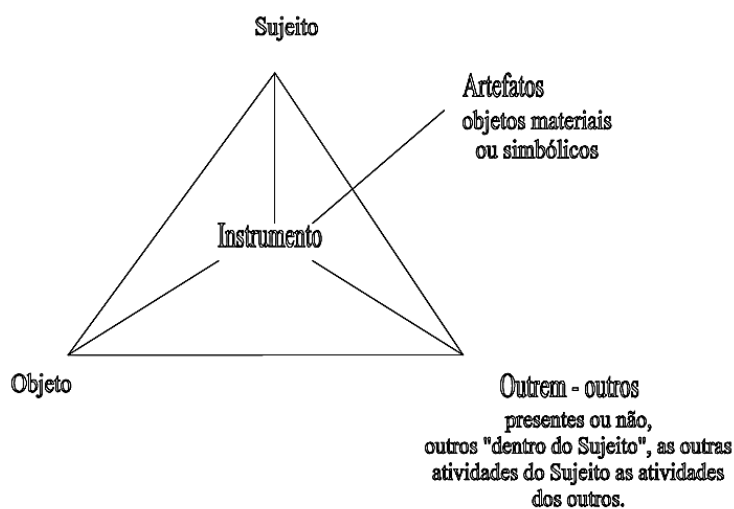 Sujeito
Artefatos
objetos materiais
ou simbólicos
Instrumento
Objeto
Outrem - outros
presentes ou não,
outros "dentro do Sujeito", as outras
atividades do Sujeito as atividades
dos outros.